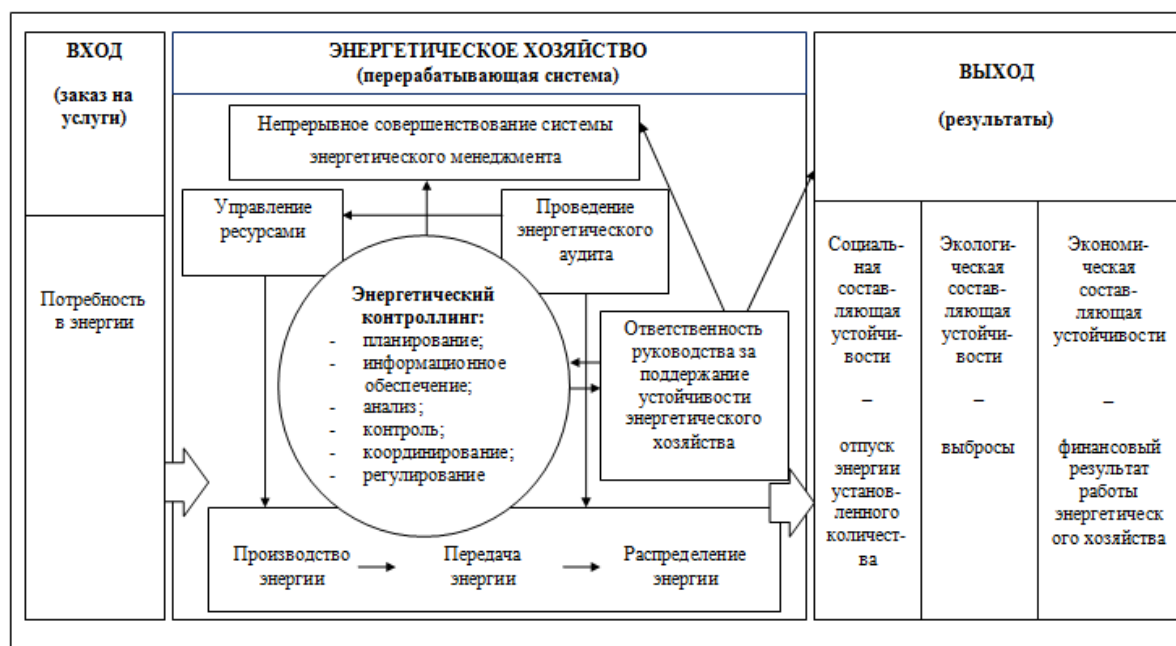 ВХОД
(заказ на
услуги)
Потребность
в энергии
ЭНЕРГЕТИЧЕСКОЕ ХОЗЯЙСТВО
(перерабатывающая система)
Непрерывное совершенствование системы
энергетического менеджмента
Управление
ресурсами
Проведение
энергетического
аудита
Энергетический
контроллинг:
- планирование;
- информационное
обеспечение;
- анализ;
- контроль;
- координирование;
- регулирование
Ответственность
руководства за
поддержание
устойчивости
энергетического
хозяйства
Производство
энергии
Передача
энергии
Распределение
энергии
ВЫХОД
(результаты)
Социаль-
ная
состав-
ляющая
устойчи-
вости
–
отпуск
энергии
установ-
ленного
количест-
ва
Экологи-
ческая
состав-
ляющая
устойчи-
вости
–
выбросы
Экономи-
ческая
состав-
ляющая
устойчивости
–
финансовый
результат
работы
энергетическ
ого хозяйства